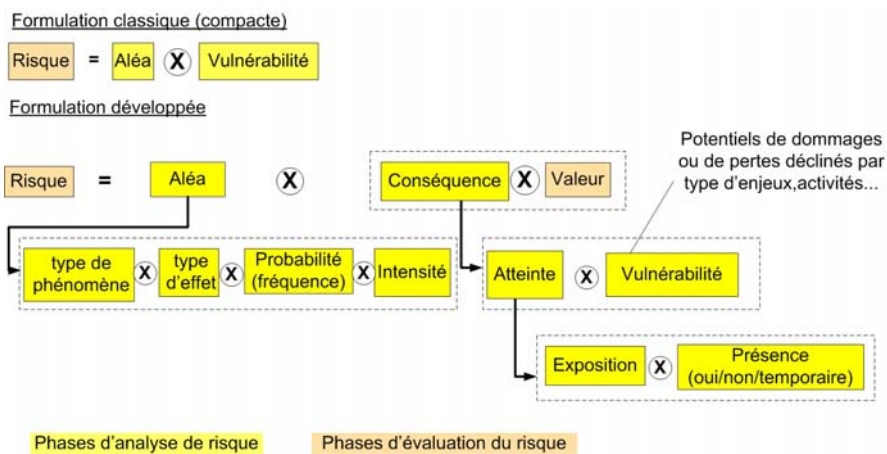 Formulation classique (compacte)
Risque = Aléa X Vulnérabilité
Formulation développée
Potentiels de dommages
ou de pertes déclinés par
type d'enjeux,activités...
Risque = Aléa X Conséquence X Valeur
type de
phénomène X type
d'effet X Probabilité
(fréquence) X Intensité
Atteinte X Vulnérabilité
Exposition X Présence
(oui/non/temporaire)
Phases d'analyse de risque
Phases d'évaluation du risque